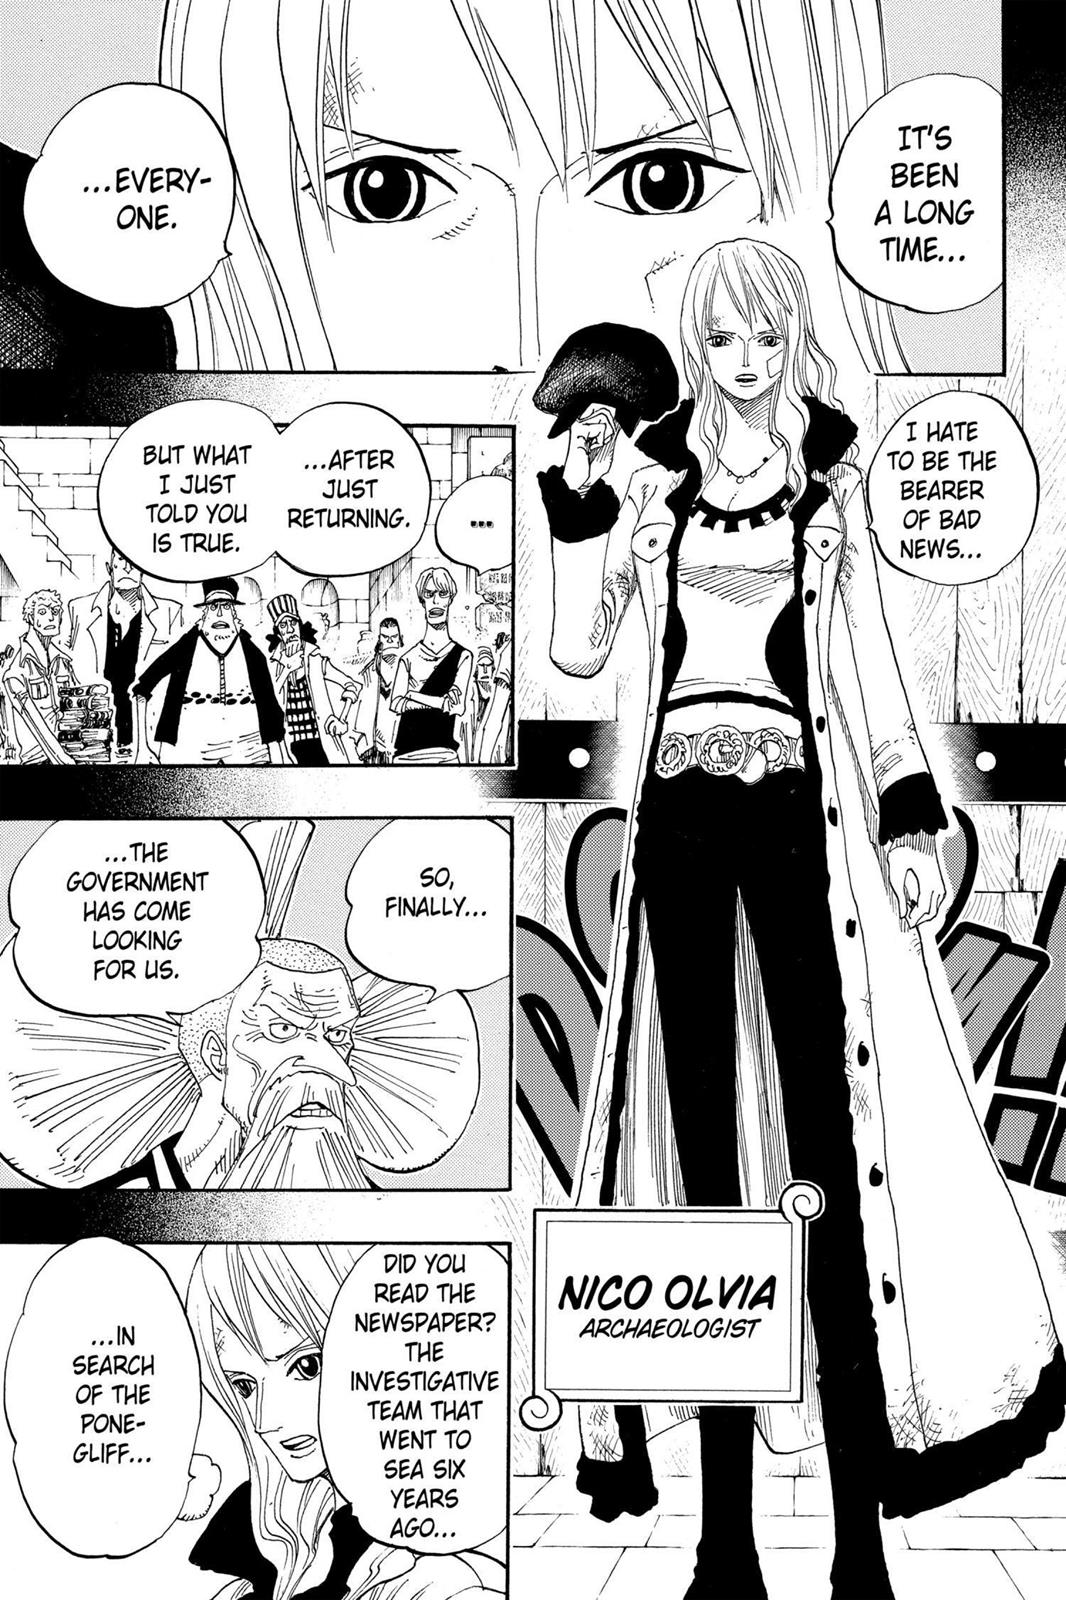 IT'S
BEEN
A LONG
TIME...
...EVERY-
ONE.
I HATE
TO BE THE
BEARER
OF BAD
NEWS...
...AFTER
JUST
RETURNING.
BUT WHAT
I JUST
TOLD YOU
IS TRUE.
...
SO,
FINALLY...
...THE
GOVERNMENT
HAS COME
LOOKING
FOR US.
NICO OLVIA
ARCHAEOLOGIST
DID YOU
READ THE
NEWSPAPER?
THE
INVESTIGATIVE
TEAM THAT
WENT TO
SEA SIX
YEARS
AGO...
...IN
SEARCH
OF THE
PONE-
GLIFF...